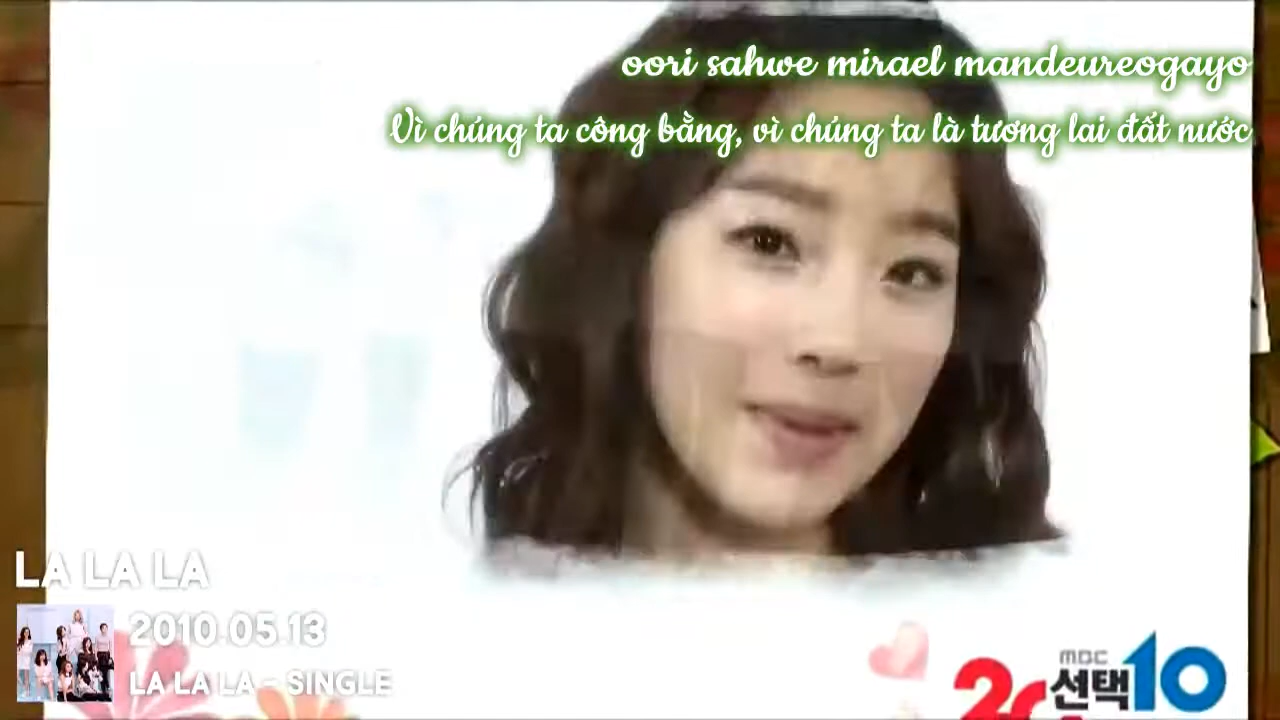 oori sahwe mirael mandeureogayo
Vì chúng ta công bằng, vì chúng ta là tương lai đất nước
LA LA LA
2010.05.13
LA LA LA - SINGLE
MBC
선택10